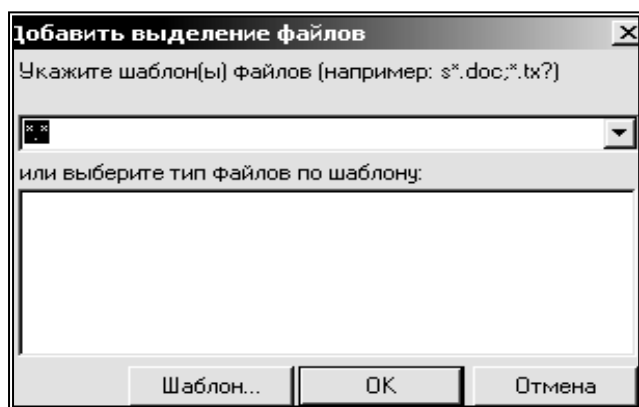 Добавить выделение файлов
Укажите шаблон(ы) файлов (например: s*.doc;*.tx?)
*.*
или выберите тип файлов по шаблону:
Шаблон... OK Отмена